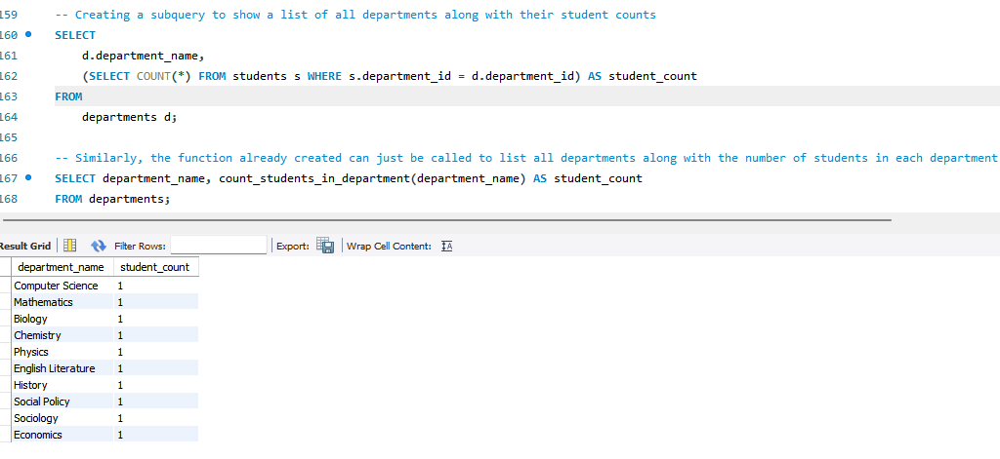 159 -- Creating a subquery to show a list of all departments along with their student counts
160 SELECT
161 d.department_name,
162 (SELECT COUNT(*) FROM students s WHERE s.department_id = d.department_id) AS student_count
163 FROM
164 departments d;
165
166 -- Similarly, the function already created can just be called to list all departments along with the number of students in each department
167 SELECT department_name, count_students_in_department(department_name) AS student_count
168 FROM departments;
Result Grid Filter Rows: Export: Wrap Cell Content: IA
department_name student_count
Computer Science 1
Mathematics 1
Biology 1
Chemistry 1
Physics 1
English Literature 1
History 1
Social Policy 1
Sociology 1
Economics 1